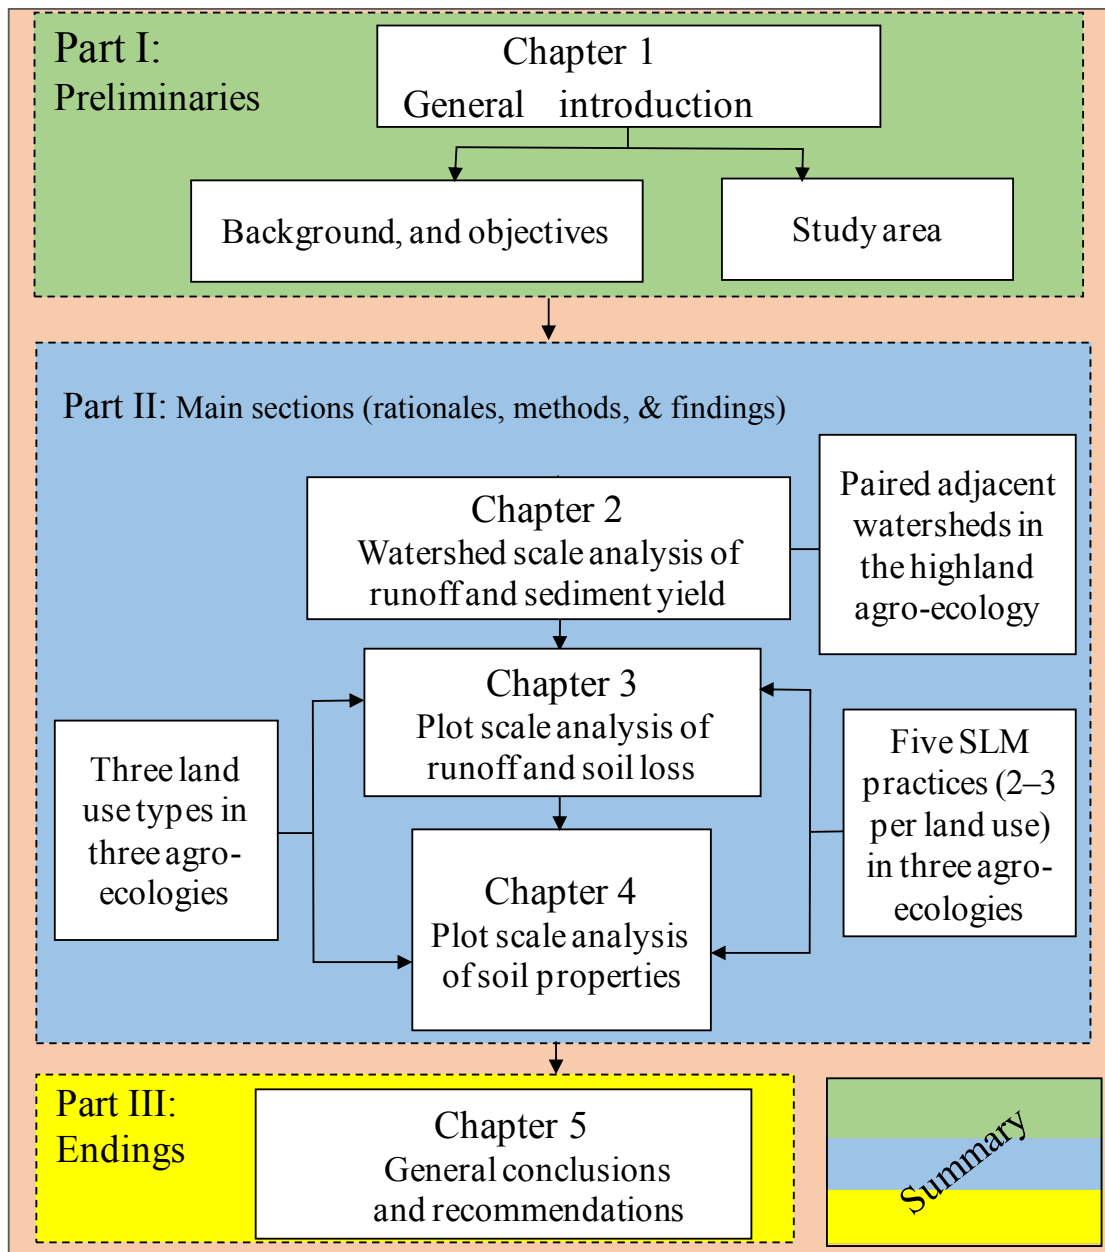 Part I:
Preliminaries
Chapter 1
General introduction
Background, and objectives
Study area
Part II: Main sections (rationales, methods, & findings)
Chapter 2
Watershed scale analysis of
runoff and sediment yield
Paired adjacent
watersheds in
the highland
agro-ecology
Chapter 3
Plot scale analysis of
runoff and soil loss
Three land
use types in
three agro-
ecologies
Five SLM
practices (2–3
per land use)
in three agro-
ecologies
Chapter 4
Plot scale analysis
of soil properties
Part III:
Endings
Chapter 5
General conclusions
and recommendations
Summary